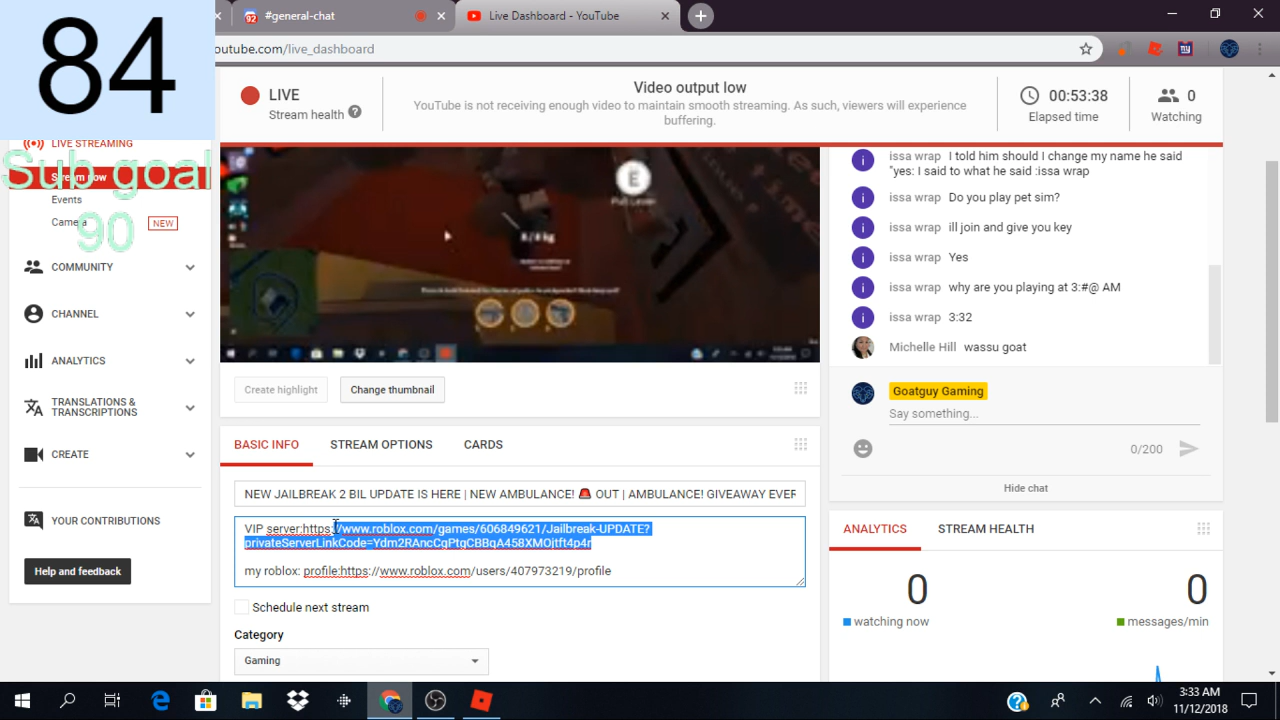 84
#general-chat
Live Dashboard - YouTube
outube.com/live_dashboard
LIVE
Stream health
Video output low
YouTube is not receiving enough video to maintain smooth streaming. As such, viewers will experience
buffering.
00:53:38
Elapsed time
0
Watching
LIVE STREAMING
Stream now
Sub goal
90
Events
Camera
NEW
COMMUNITY
CHANNEL
ANALYTICS
TRANSLATIONS &
TRANSCRIPTIONS
CREATE
YOUR CONTRIBUTIONS
Help and feedback
E
Pull Lever
Create highlight
Change thumbnail
BASIC INFO
STREAM OPTIONS
CARDS
NEW JAILBREAK 2 BIL UPDATE IS HERE | NEW AMBULANCE! 🚨 OUT | AMBULANCE! GIVEAWAY EVER
VIP server:https://www.roblox.com/games/606849621/Jailbreak-UPDATE?
privateServerLinkCode=Ydm2RAncCgPtgCBBqA458XMOjtft4p4r
my roblox: profile:https://www.roblox.com/users/407973219/profile
Schedule next stream
Category
Gaming
issa wrap I told him should I change my name he said
"yes: I said to what he said :issa wrap
issa wrap Do you play pet sim?
issa wrap ill join and give you key
issa wrap Yes
issa wrap why are you playing at 3:#@ AM
issa wrap 3:32
Michelle Hill wassu goat
Goatguy Gaming
Say something...
0/200
Hide chat
ANALYTICS
STREAM HEALTH
0
watching now
0
messages/min
3:33 AM
11/12/2018